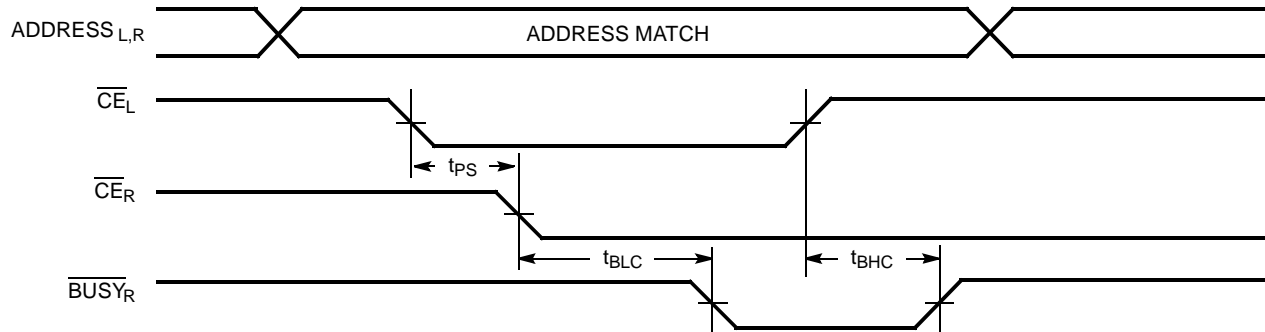 ADDRESS L,R
ADDRESS MATCH
CEL
tPS
CER
tBLC
tBHC
BUSYR